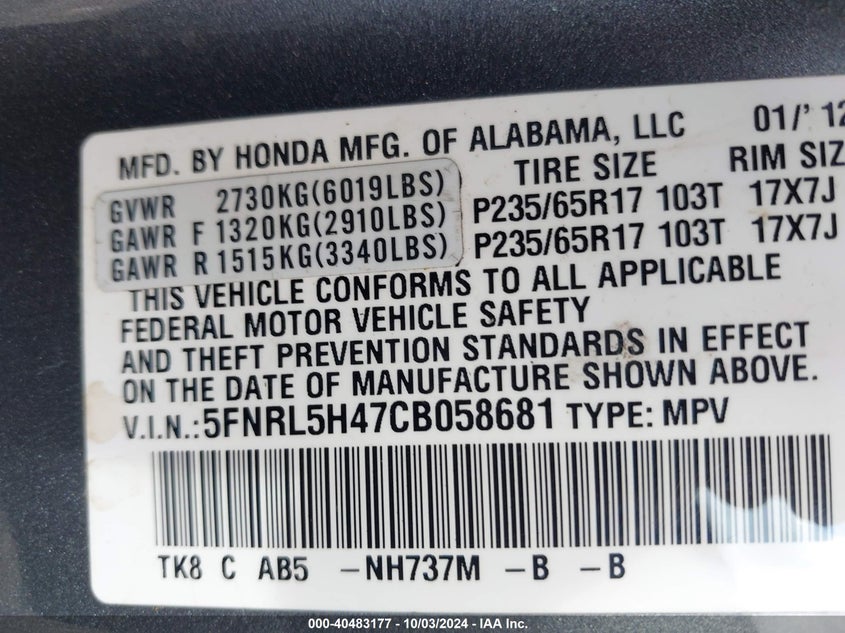 MFD. BY HONDA MFG. OF ALABAMA, LLC 01/' 12
TIRE SIZE RIM SIZ
GVWR 2730KG(6019LBS)
GAWR F 1320KG(2910LBS) P235/65R17 103T 17X7J
GAWR R 1515KG(3340LBS) P235/65R17 103T 17X7J
THIS VEHICLE CONFORMS TO ALL APPLICABLE
FEDERAL MOTOR VEHICLE SAFETY
AND THEFT PREVENTION STANDARDS IN EFFECT
ON THE DATE OF MANUFACTURE SHOWN ABOVE.
V.I.N.:5FNRL5H47CB058681 TYPE: MPV
TK8 C AB5 –NH737M –B –B
000-40483177 - 10/03/2024 - IAA Inc.